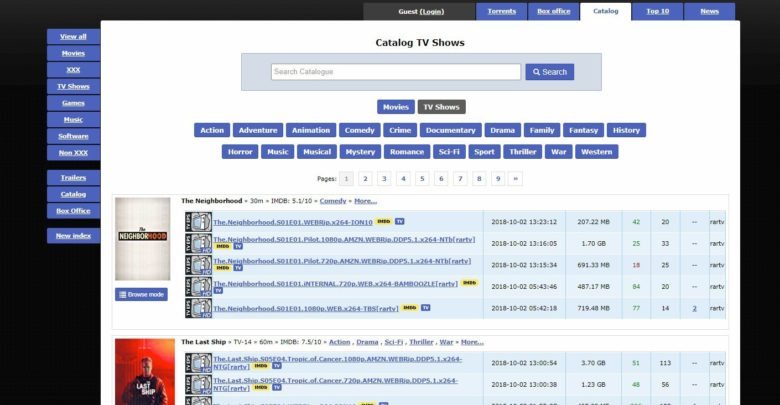 Guest (Login) Torrents Box office Catalog Top 10 News
View all
Movies
XXX
TV Shows
Games
Music
Software
Non XXX
Trailers
Catalog
Box Office
New index
Catalog TV Shows
Search Catalogue Search
Movies TV Shows
Action Adventure Animation Comedy Crime Documentary Drama Family Fantasy History
Horror Music Musical Mystery Romance Sci-Fi Sport Thriller War Western
Pages: 1 2 3 4 5 6 7 8 9 »
The NEIGHBORHOOD
Browse mode
The Neighborhood » 30m » IMDB: 5.1/10 » Comedy » More...
The.Neighborhood.S01E01.WEBRip.x264-ION10 IMDb TV 2018-10-02 13:23:12 207.22 MB 42 20 -- rartv
The.Neighborhood.S01E01.Pilot.1080p.AMZN.WEBRip.DDP5.1.x264-NTb[rartv] IMDb TV 2018-10-02 13:16:05 1.70 GB 25 33 -- rartv
The.Neighborhood.S01E01.Pilot.720p.AMZN.WEBRip.DDP5.1.x264-NTb[rartv] IMDb TV 2018-10-02 13:15:34 691.33 MB 18 25 -- rartv
The.Neighborhood.S01E01.iNTERNAL.720p.WEB.x264-BAMBOOZLE[rartv] IMDb TV 2018-10-02 05:43:46 487.17 MB 84 20 -- rartv
The.Neighborhood.S01E01.1080p.WEB.x264-TBS[rartv] IMDb TV 2018-10-02 05:42:18 719.48 MB 77 14 2 rartv
THE LAST SHIP
The Last Ship » TV-14 » 60m » IMDB: 7.5/10 » Action , Drama , Sci-Fi , Thriller , War » More...
The.Last.Ship.S05E04.Tropic.of.Cancer.1080p.AMZN.WEBRip.DDP5.1.x264-
NTG[rartv] IMDb TV 2018-10-02 13:00:54 3.70 GB 51 113 -- rartv
The.Last.Ship.S05E04.Tropic.of.Cancer.720p.AMZN.WEBRip.DDP5.1.x264-
NTG[rartv] IMDb TV 2018-10-02 13:00:38 1.23 GB 48 56 -- rartv